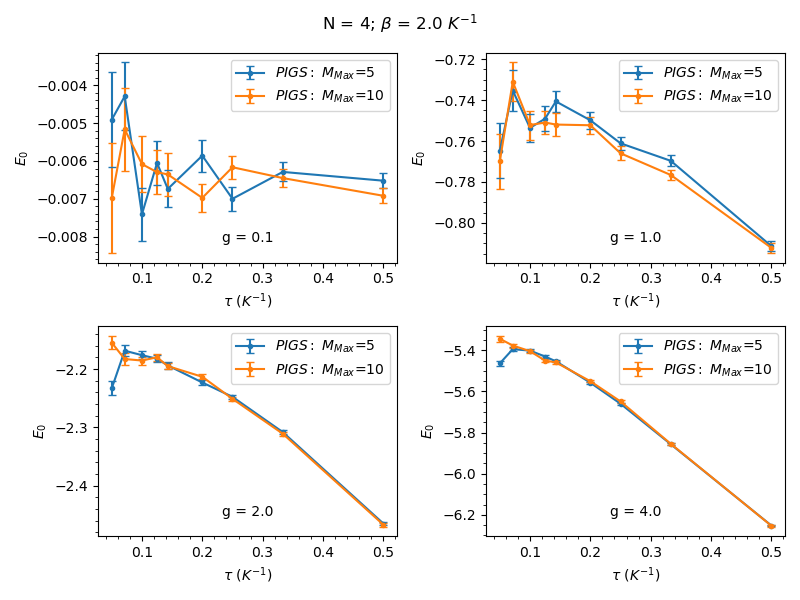 N = 4; β = 2.0 K⁻¹
PIGS: M_Max=5
PIGS: M_Max=10
−0.004
−0.005
−0.006
−0.007
−0.008
E₀
g = 0.1
0.1 0.2 0.3 0.4 0.5
τ (K⁻¹)
PIGS: M_Max=5
PIGS: M_Max=10
−0.72
−0.74
−0.76
−0.78
−0.80
E₀
g = 1.0
0.1 0.2 0.3 0.4 0.5
τ (K⁻¹)
PIGS: M_Max=5
PIGS: M_Max=10
−2.2
−2.3
−2.4
E₀
g = 2.0
0.1 0.2 0.3 0.4 0.5
τ (K⁻¹)
PIGS: M_Max=5
PIGS: M_Max=10
−5.4
−5.6
−5.8
−6.0
−6.2
E₀
g = 4.0
0.1 0.2 0.3 0.4 0.5
τ (K⁻¹)